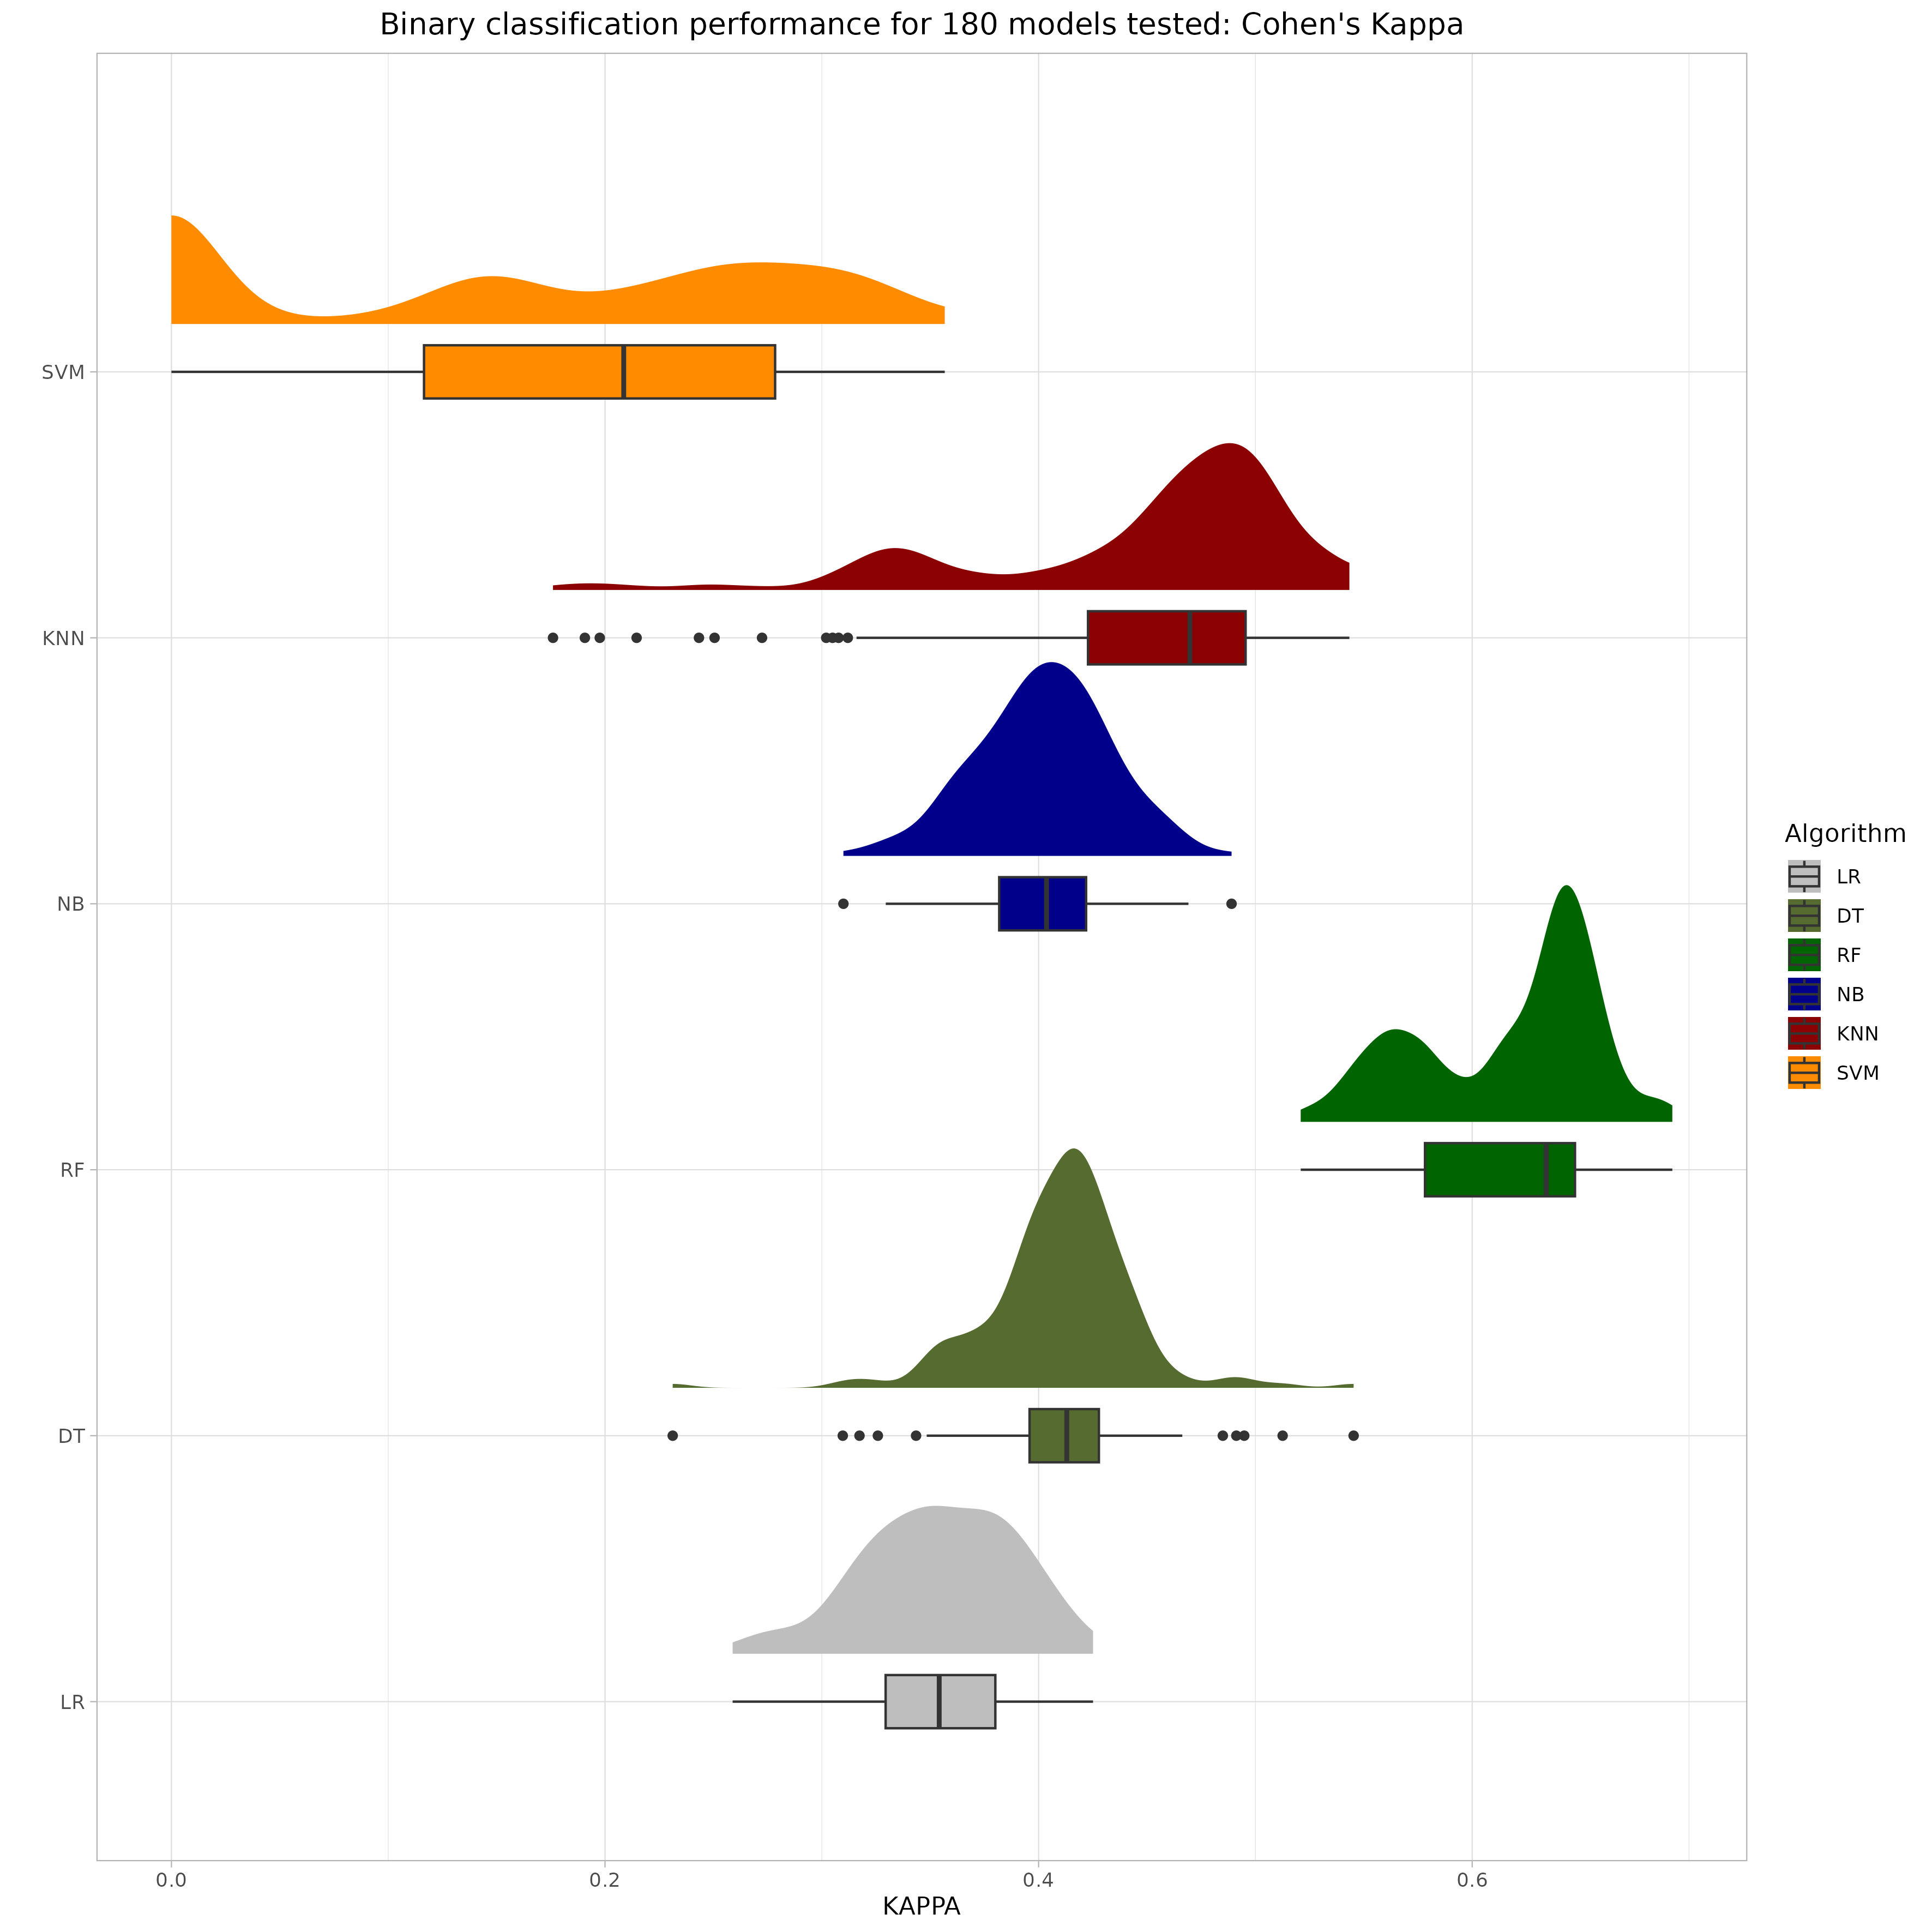 Binary classification performance for 180 models tested: Cohen's Kappa
SVM
KNN
NB
RF
DT
LR
0.0
0.2
0.4
0.6
KAPPA
Algorithm
LR
DT
RF
NB
KNN
SVM